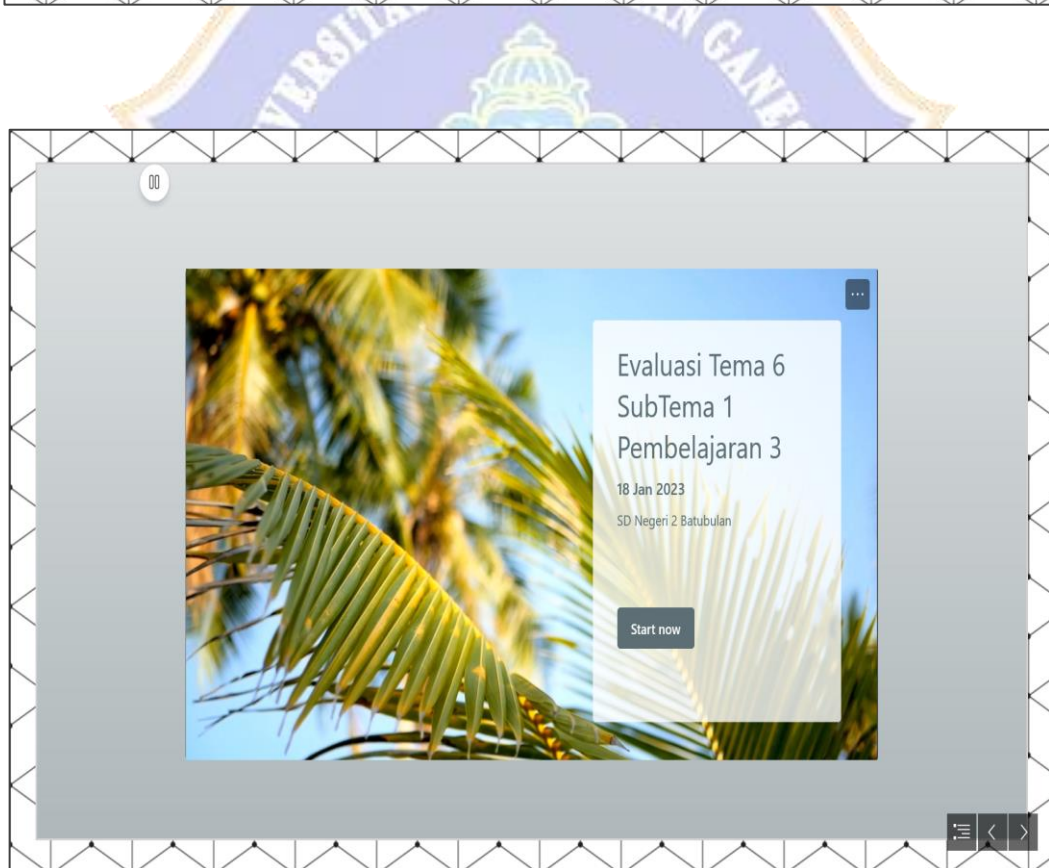 Evaluasi Tema 6
SubTema 1
Pembelajaran 3
18 Jan 2023
SD Negeri 2 Batubulan
Start now